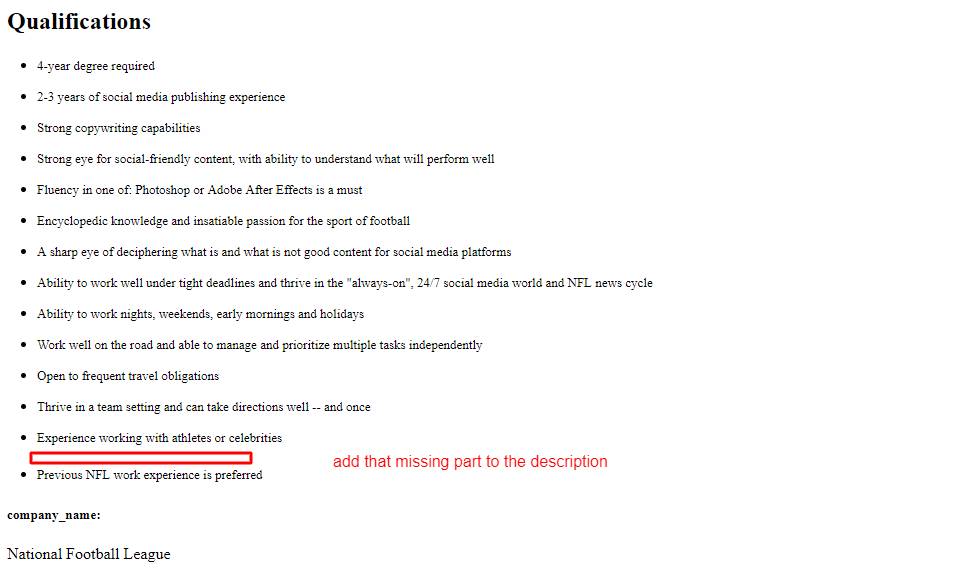 Qualifications
4-year degree required
2-3 years of social media publishing experience
Strong copywriting capabilities
Strong eye for social-friendly content, with ability to understand what will perform well
Fluency in one of: Photoshop or Adobe After Effects is a must
Encyclopedic knowledge and insatiable passion for the sport of football
A sharp eye of deciphering what is and what is not good content for social media platforms
Ability to work well under tight deadlines and thrive in the "always-on", 24/7 social media world and NFL news cycle
Ability to work nights, weekends, early mornings and holidays
Work well on the road and able to manage and prioritize multiple tasks independently
Open to frequent travel obligations
Thrive in a team setting and can take directions well -- and once
Experience working with athletes or celebrities
add that missing part to the description
Previous NFL work experience is preferred
company_name:
National Football League